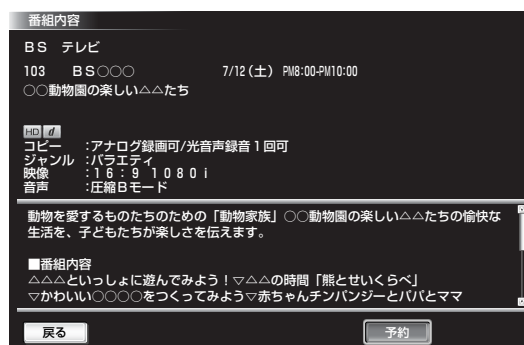 番組内容
BS テレビ
103 BS○○○ 7/12(土) PM8:00-PM10:00
○○動物園の楽しい△△たち
HD d
コピー :アナログ録画可/光音声録音1回可
ジャンル :バラエティ
映像 :16:9 1080i
音声 :圧縮Bモード
動物を愛するものたちのための「動物家族」○○動物園の楽しい△△たちの愉快な
生活を、子どもたちが楽しさを伝えます。
■番組内容
△△△といっしょに遊んでみよう!▽△△の時間「熊とせいくらべ」
▽かわいい○○○○をつくってみよう▽赤ちゃんチンパンジーとパパとママ
戻る 予約